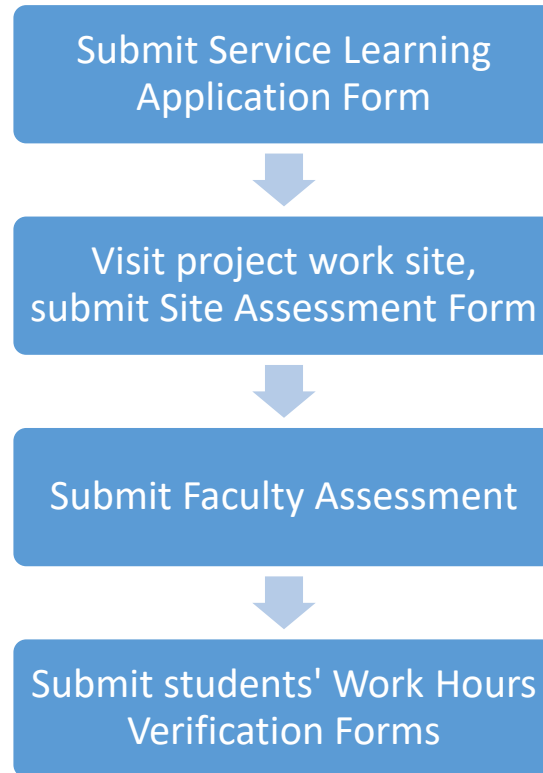 Submit Service Learning
Application Form
Visit project work site,
submit Site Assessment Form
Submit Faculty Assessment
Submit students' Work Hours
Verification Forms